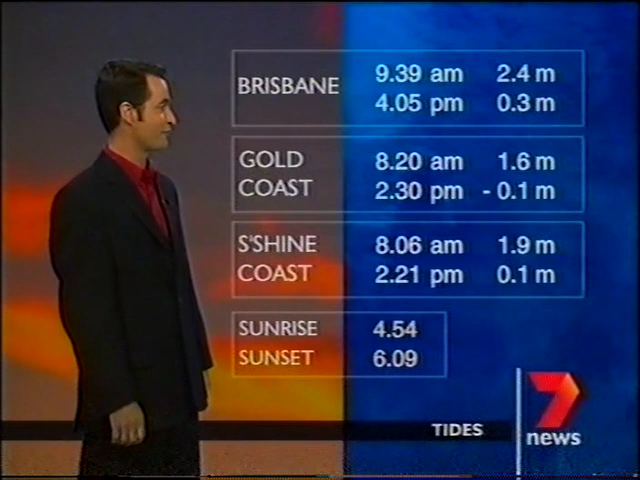 BRISBANE 9.39 am 2.4 m
4.05 pm 0.3 m
GOLD COAST 8.20 am 1.6 m
2.30 pm - 0.1 m
S'SHINE COAST 8.06 am 1.9 m
2.21 pm 0.1 m
SUNRISE 4.54
SUNSET 6.09
TIDES
7
news